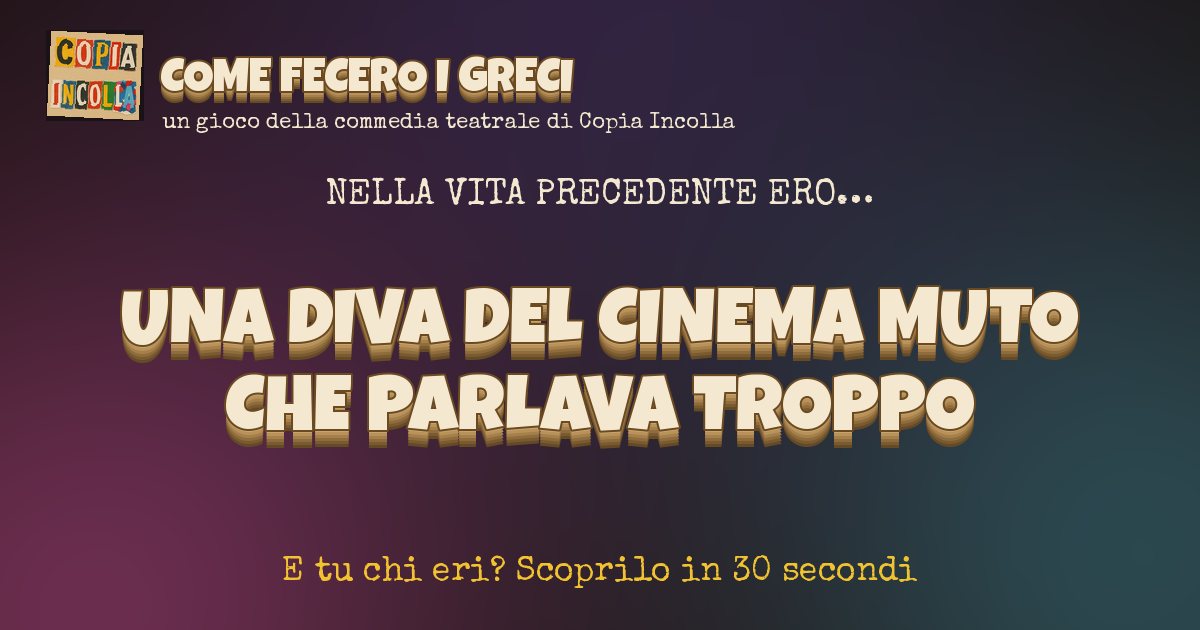 COPIA
INCOLLA
COME FECERO I GRECI
un gioco della commedia teatrale di Copia Incolla
NELLA VITA PRECEDENTE ERO...
UNA DIVA DEL CINEMA MUTO
CHE PARLAVA TROPPO
E tu chi eri? Scoprilo in 30 secondi